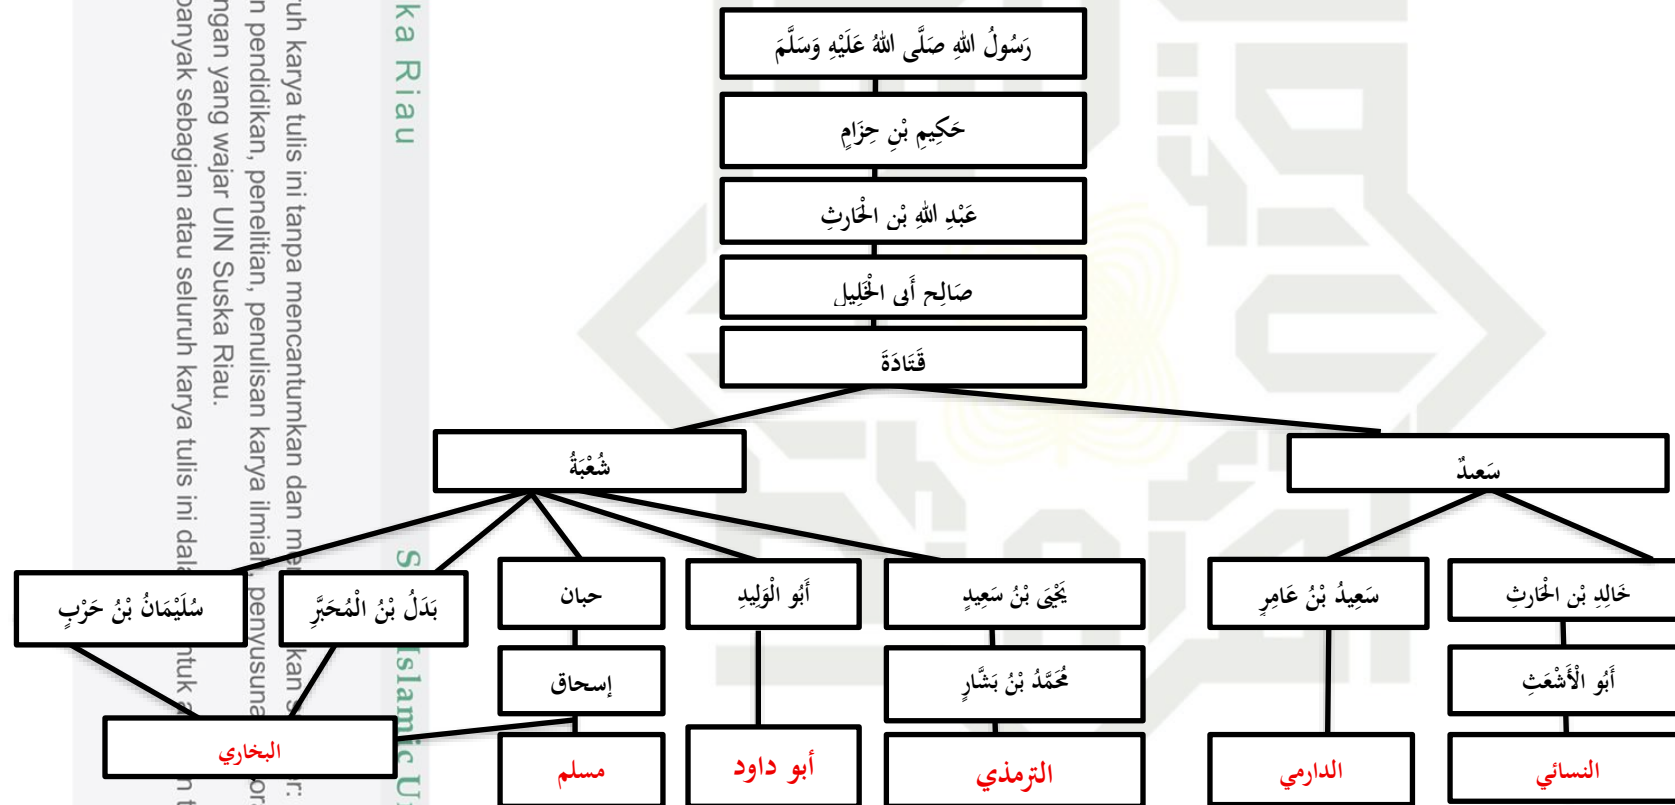 رَسُولُ اللهِ صَلَّى اللهُ عَلَيْهِ وَسَلَّمَ
حَكِيمِ بْنِ حِزَامٍ
عَبْدِ اللهِ بْنِ الْحَارِثِ
صَالِحٍ أَبِي الْخَلِيلِ
قَتَادَةَ
شُعْبَةُ
سَعِيدٌ
سُلَيْمَانُ بْنُ حَرْبٍ
بَدَلُ بْنُ الْمُحَبَّرِ
حبان
أَبُو الْوَلِيدِ
يَحْيَى بْنُ سَعِيدٍ
سَعِيدُ بْنُ عَامِرٍ
خَالِدِ بْنِ الْحَارِثِ
إسحاق
مُحَمَّدُ بْنُ بَشَّارٍ
أَبُو الْأَشْعَثِ
البخاري
مسلم
أبو داود
الترمذي
الدارمي
النسائي
ka Riau
Islamic U
uh karya tulis ini tanpa mencantumkan dan
n pendidikan, penelitian, penulisan karya ilmiah, penyusuna
ngan yang wajar UIN Suska Riau.
banyak sebagian atau seluruh karya tulis ini